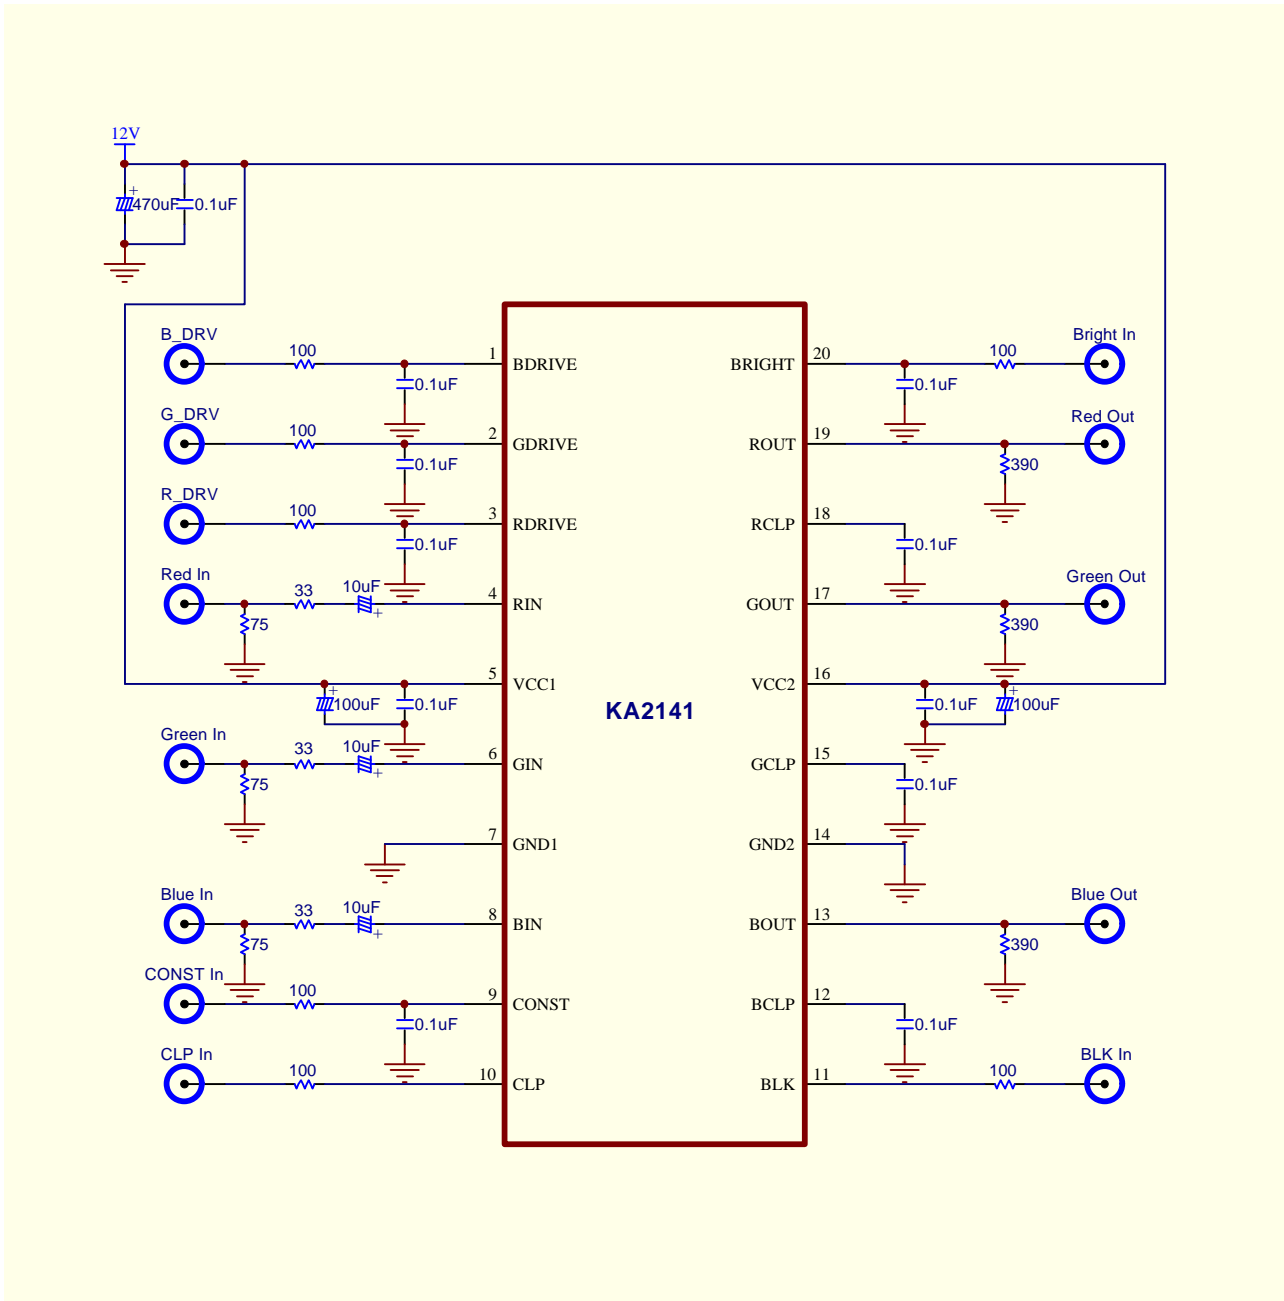 12V
470uF 0.1uF
B_DRV
100
0.1uF
1 BDRIVE
G_DRV
100
0.1uF
2 GDRIVE
R_DRV
100
0.1uF
3 RDRIVE
Red In
75
33
10uF
+
4 RIN
+
100uF
0.1uF
5 VCC1
Green In
75
33
10uF
+
6 GIN
7 GND1
Blue In
75
33
10uF
+
8 BIN
CONST In
100
0.1uF
9 CONST
CLP In
100
10 CLP
+
KA2141
BRIGHT 20
0.1uF
100
Bright In
ROUT 19
390
Red Out
RCLP 18
0.1uF
GOUT 17
390
Green Out
VCC2 16
0.1uF
+
100uF
GCLP 15
0.1uF
GND2 14
BOUT 13
390
Blue Out
BCLP 12
0.1uF
BLK 11
100
BLK In